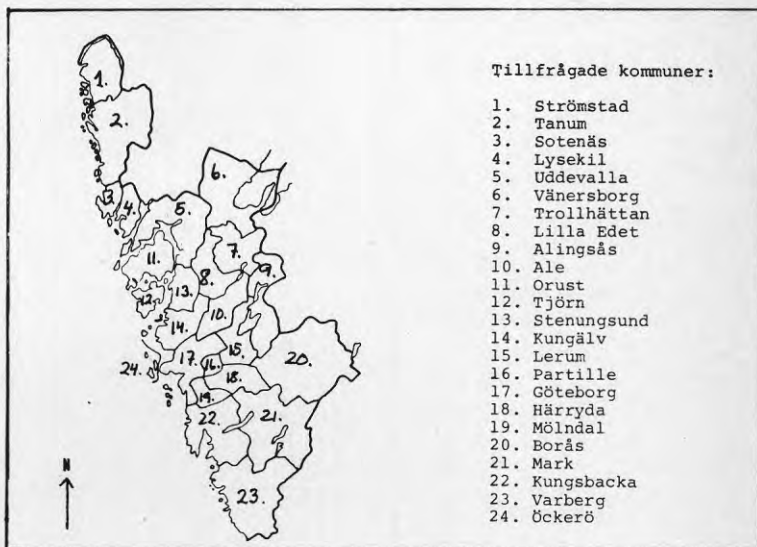 Tillfrågade kommuner:
1. Strömstad
2. Tanum
3. Sotenäs
4. Lysekil
5. Uddevalla
6. Vänersborg
7. Trollhättan
8. Lilla Edet
9. Alingsås
10. Ale
11. Orust
12. Tjörn
13. Stenungsund
14. Kungälv
15. Lerum
16. Partille
17. Göteborg
18. Härryda
19. Mölndal
20. Borås
21. Mark
22. Kungsbacka
23. Varberg
24. Öckerö
1.
2.
3.
4.
5.
6.
7.
8.
9.
10.
11.
12.
13.
14.
15.
16.
17.
18.
19.
20.
21.
22.
23.
24.
N